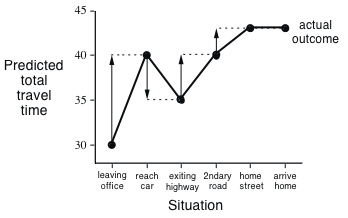 45
40
35
30
Predicted
total
travel
time
actual
outcome
leaving
office
reach
car
exiting
highway
2ndary
road
home
street
arrive
home
Situation